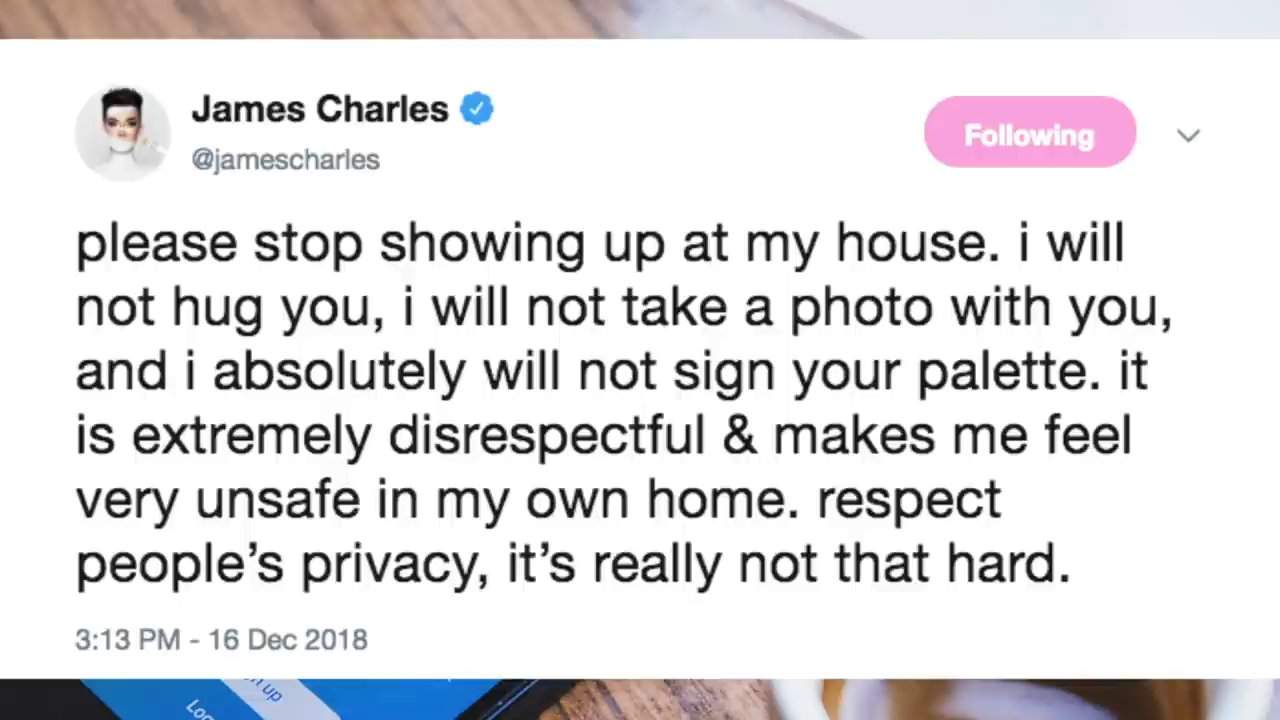 James Charles
@jamescharles
Following
please stop showing up at my house. i will
not hug you, i will not take a photo with you,
and i absolutely will not sign your palette. it
is extremely disrespectful & makes me feel
very unsafe in my own home. respect
people’s privacy, it’s really not that hard.
3:13 PM - 16 Dec 2018
up